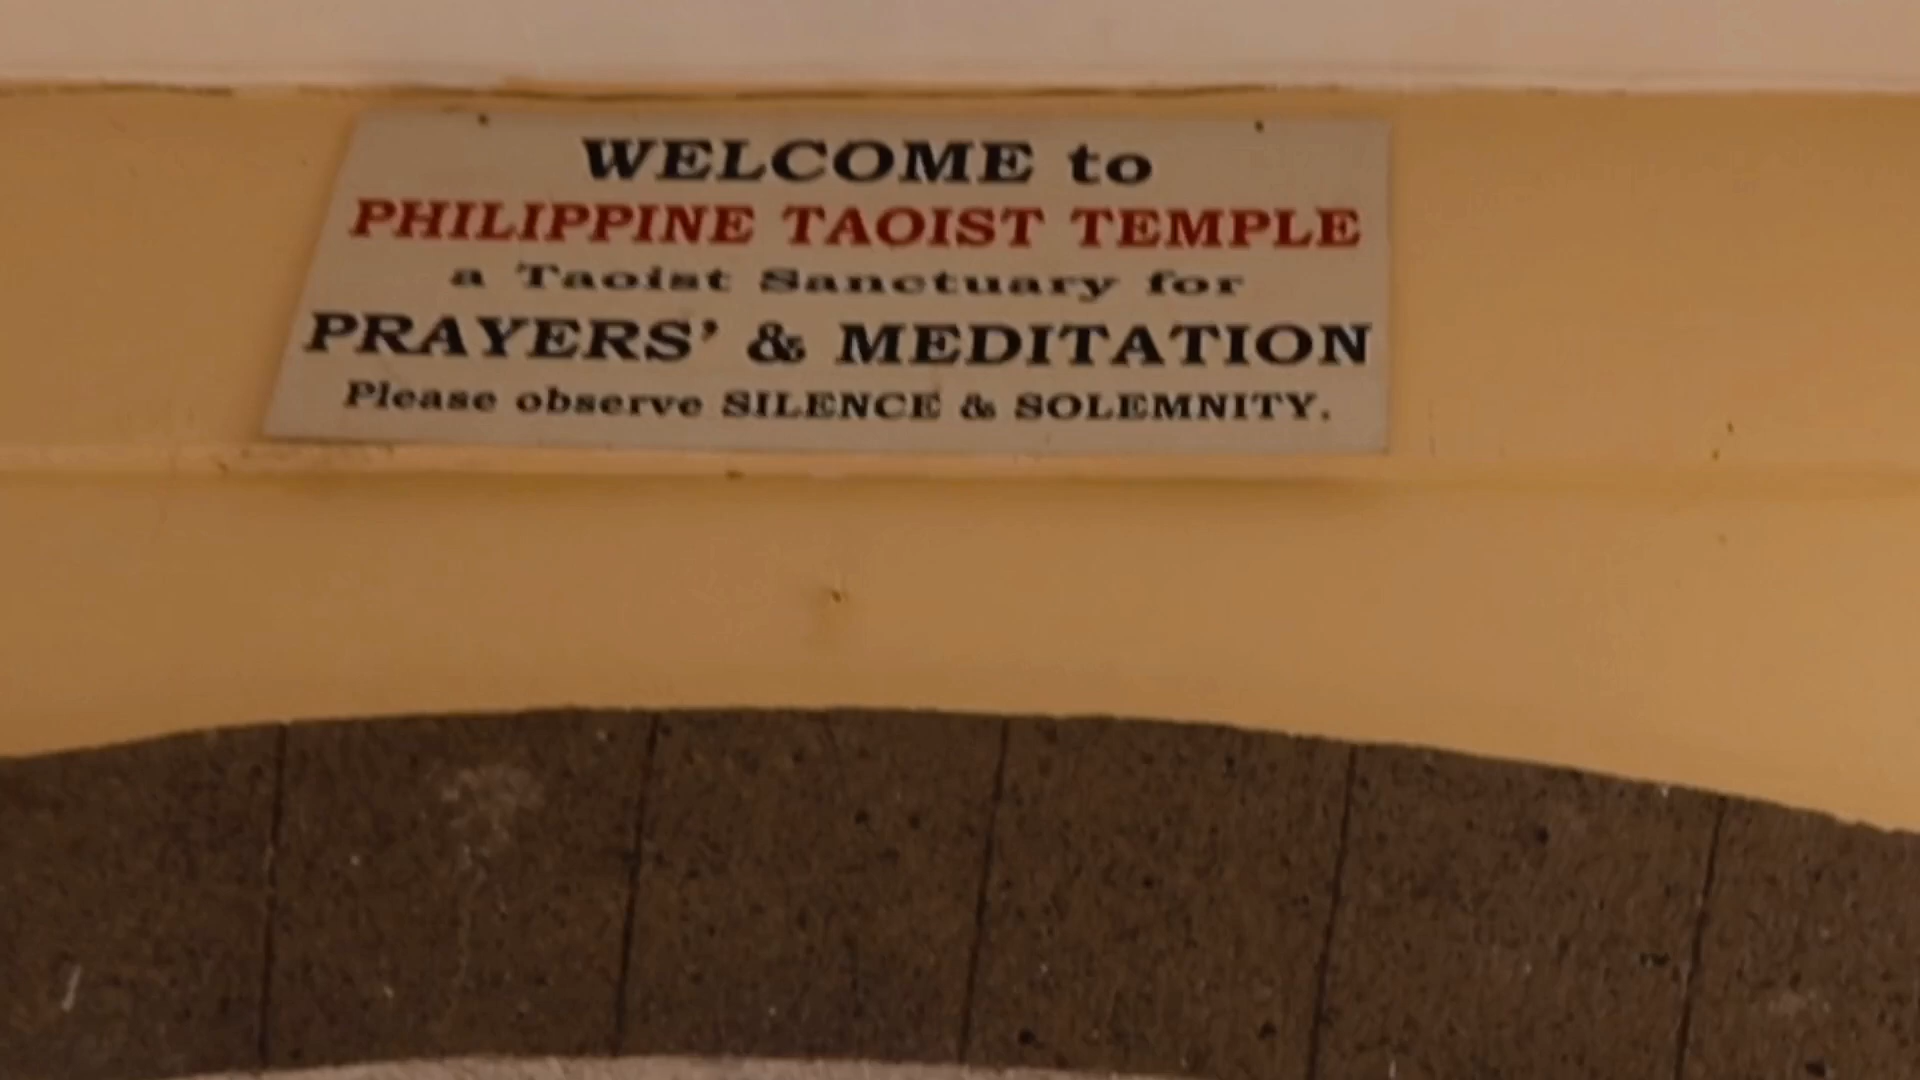 WELCOME to
PHILIPPINE TAOIST TEMPLE
a Taoist Sanctuary for
PRAYERS' & MEDITATION
Please observe SILENCE & SOLEMNITY.